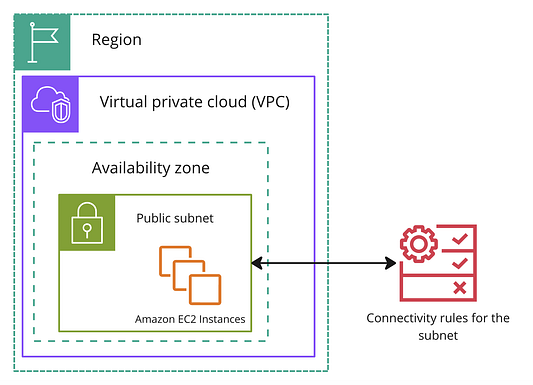 Region
Virtual private cloud (VPC)
Availability zone
Public subnet
Amazon EC2 Instances
Connectivity rules for the
subnet